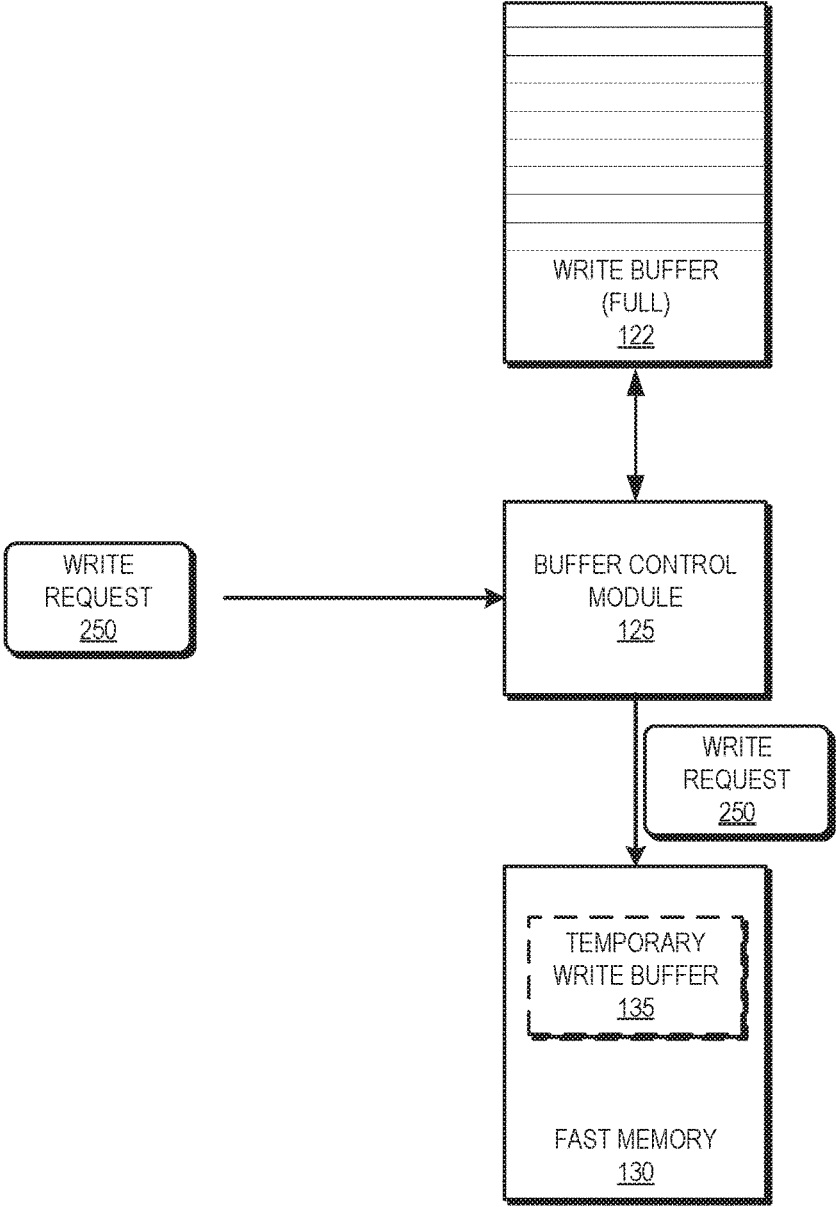 WRITE BUFFER
(FULL)
122
WRITE
REQUEST
250
BUFFER CONTROL
MODULE
125
WRITE
REQUEST
250
TEMPORARY
WRITE BUFFER
135
FAST MEMORY
130